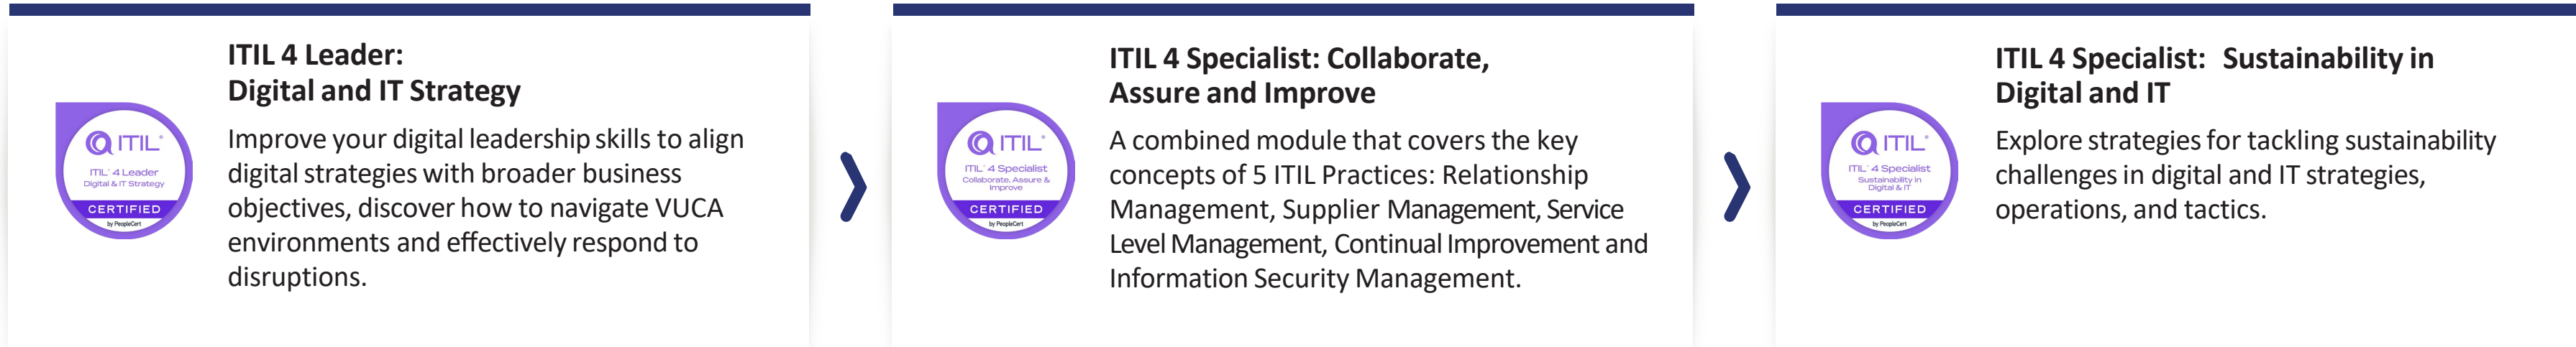 ITIL 4 Leader:
Digital and IT Strategy
Improve your digital leadership skills to align
digital strategies with broader business
objectives, discover how to navigate VUCA
environments and effectively respond to
disruptions.
ITIL®
ITIL® 4 Leader
Digital & IT Strategy
CERTIFIED
by PeopleCert
ITIL 4 Specialist: Collaborate,
Assure and Improve
A combined module that covers the key
concepts of 5 ITIL Practices: Relationship
Management, Supplier Management, Service
Level Management, Continual Improvement and
Information Security Management.
ITIL®
ITIL® 4 Specialist
Collaborate, Assure &
Improve
CERTIFIED
by PeopleCert
ITIL 4 Specialist: Sustainability in
Digital and IT
Explore strategies for tackling sustainability
challenges in digital and IT strategies,
operations, and tactics.
ITIL®
ITIL® 4 Specialist
Sustainability in
Digital & IT
CERTIFIED
by PeopleCert